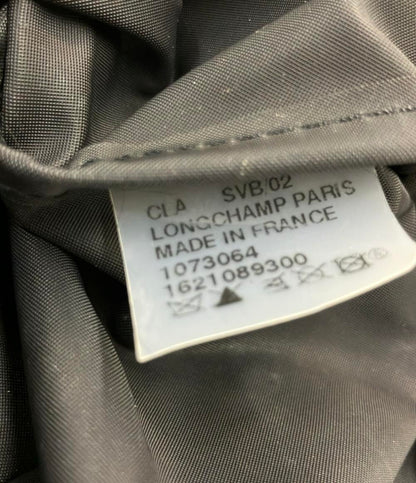 CLA SVB/02
LONGCHAMP PARIS
MADE IN FRANCE
1073064
1621089300